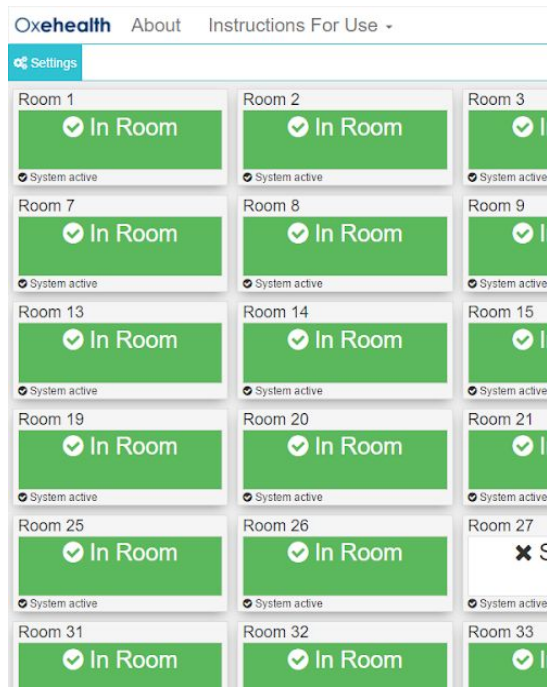 Oxehealth About Instructions For Use
Settings
Room 1 Room 2 Room 3
In Room In Room
System active System active System active
Room 7 Room 8 Room 9
In Room In Room
System active System active System active
Room 13 Room 14 Room 15
In Room In Room
System active System active System active
Room 19 Room 20 Room 21
In Room In Room
System active System active System active
Room 25 Room 26 Room 27
In Room In Room
System active System active System active
Room 31 Room 32 Room 33
In Room In Room